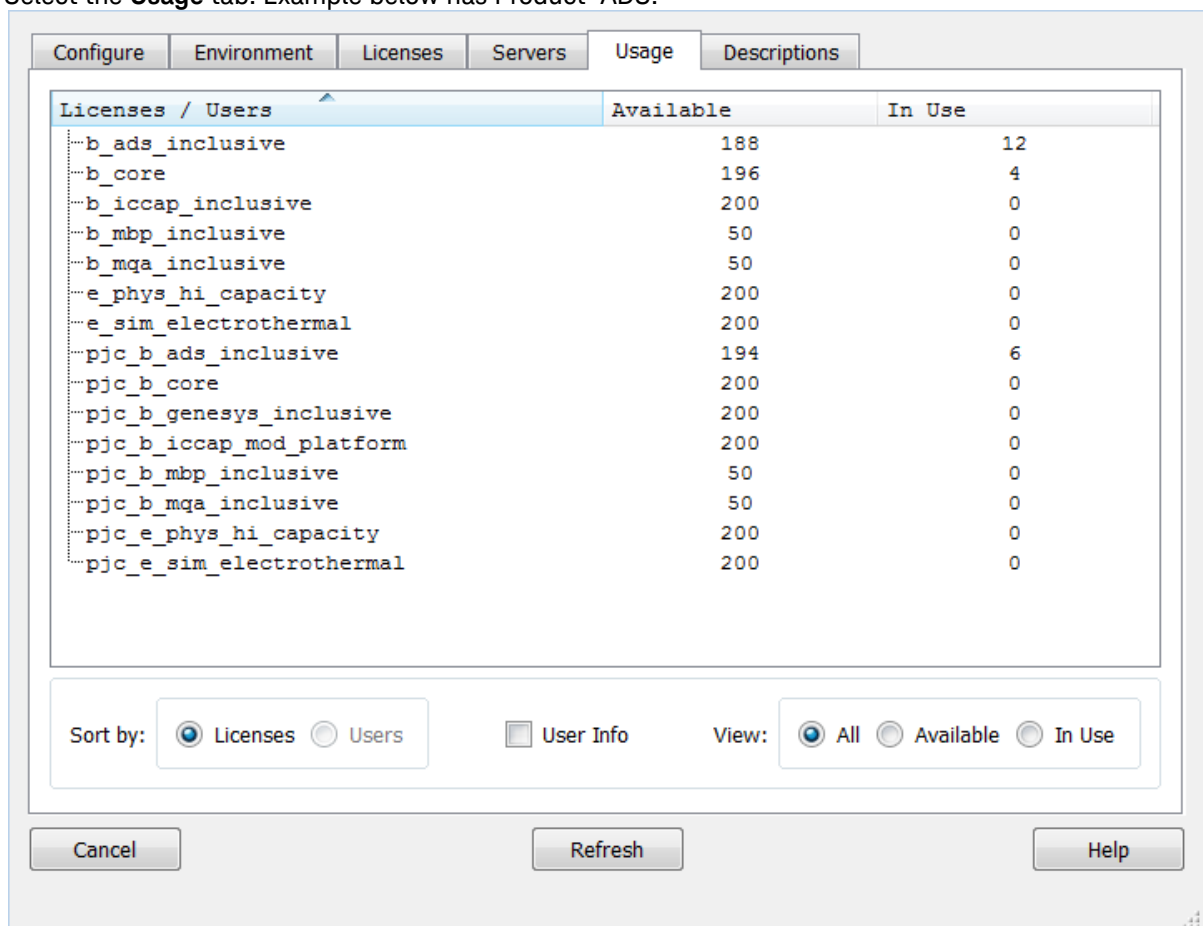 Select the Usage tab. Example below has Product "ADS."
Configure Environment Licenses Servers Usage Descriptions
Licenses / Users Available In Use
b_ads_inclusive 188 12
b_core 196 4
b_iccap_inclusive 200 0
b_mbp_inclusive 50 0
b_mqa_inclusive 50 0
e_phys_hi_capacity 200 0
e_sim_electrothermal 200 0
pjc_b_ads_inclusive 194 6
pjc_b_core 200 0
pjc_b_genesys_inclusive 200 0
pjc_b_iccap_mod_platform 200 0
pjc_b_mbp_inclusive 50 0
pjc_b_mqa_inclusive 50 0
pjc_e_phys_hi_capacity 200 0
pjc_e_sim_electrothermal 200 0
Sort by: Licenses Users User Info View: All Available In Use
Cancel Refresh Help